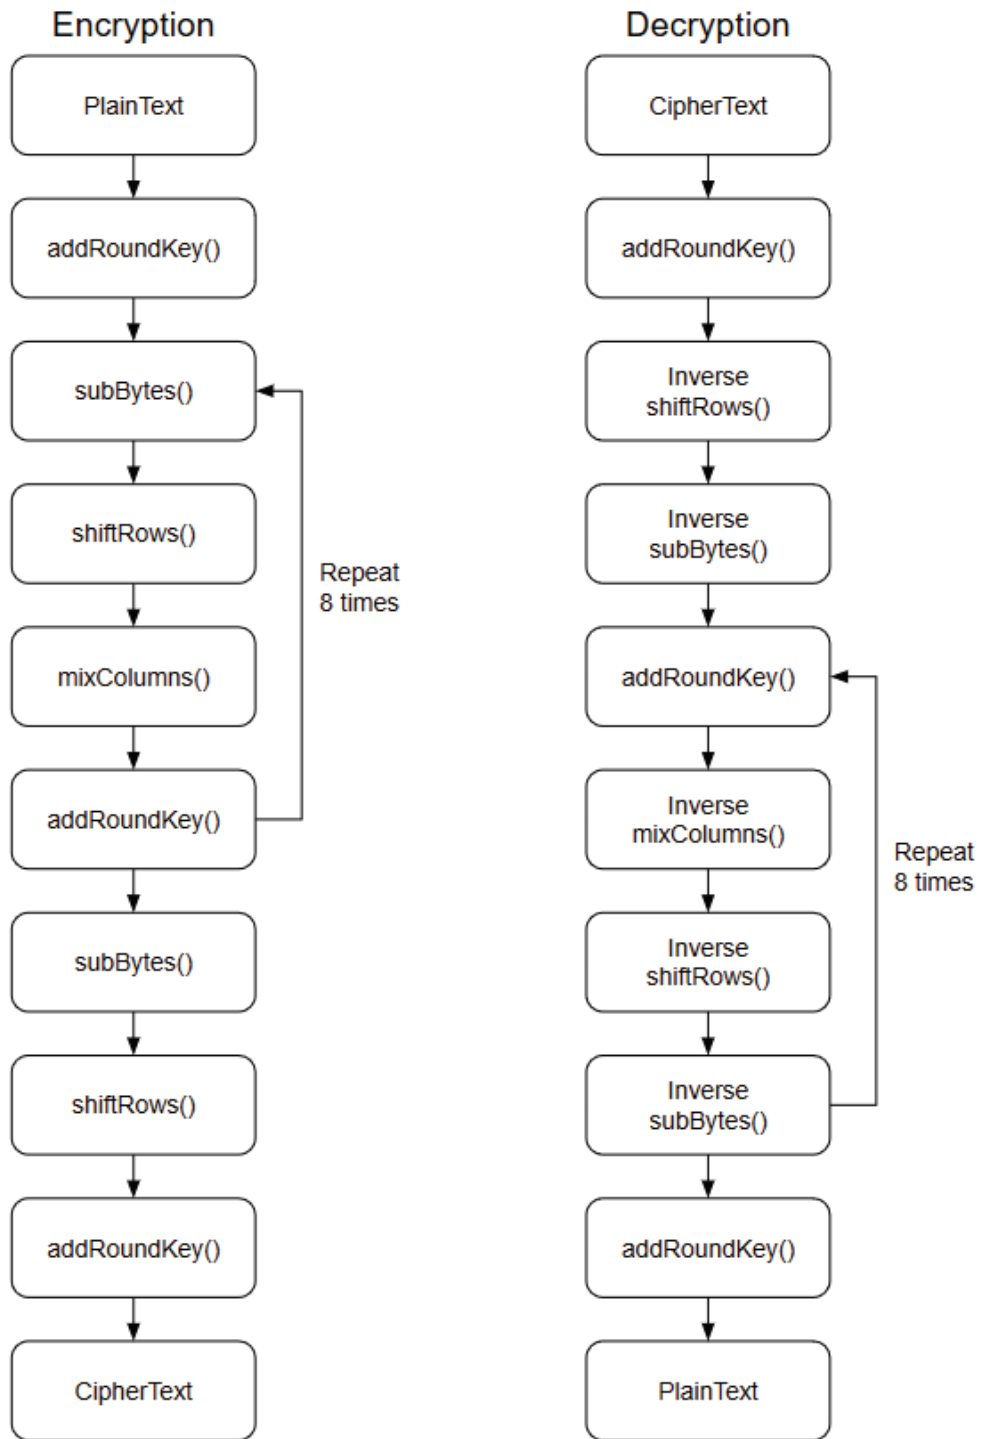 Encryption
PlainText
addRoundKey()
subBytes()
shiftRows()
mixColumns()
addRoundKey()
Repeat
8 times
subBytes()
shiftRows()
addRoundKey()
CipherText
Decryption
CipherText
addRoundKey()
Inverse
shiftRows()
Inverse
subBytes()
addRoundKey()
Inverse
mixColumns()
Inverse
shiftRows()
Inverse
subBytes()
Repeat
8 times
addRoundKey()
PlainText